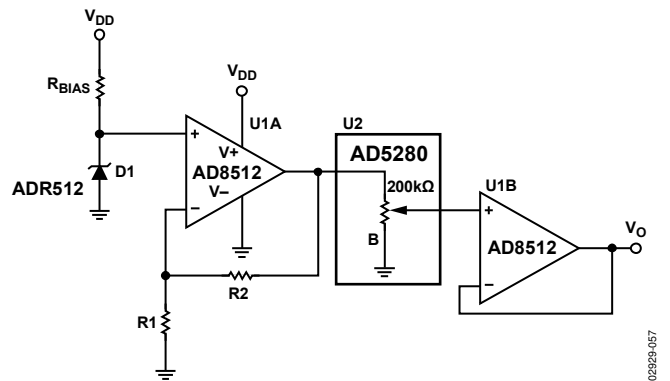 VDD
RBIAS
D1
ADR512
VDD
U1A
V+
AD8512
V–
R2
R1
U2
AD5280
200kΩ
B
U1B
AD8512
VO
02929-057
+
–
+
–